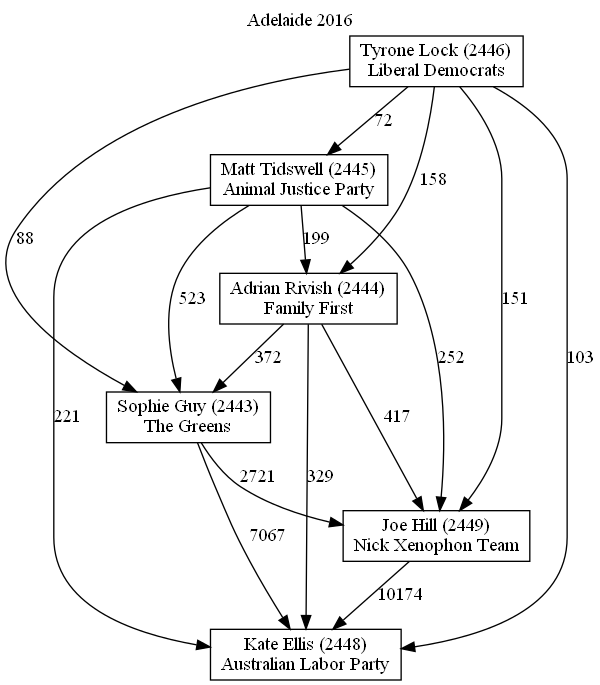 Adelaide 2016
Tyrone Lock (2446)
Liberal Democrats
72
Matt Tidswell (2445)
Animal Justice Party
158
88
199
Adrian Rivish (2444)
Family First
523
151
372
252
103
Sophie Guy (2443)
The Greens
221
417
2721
329
Joe Hill (2449)
Nick Xenophon Team
7067
10174
Kate Ellis (2448)
Australian Labor Party